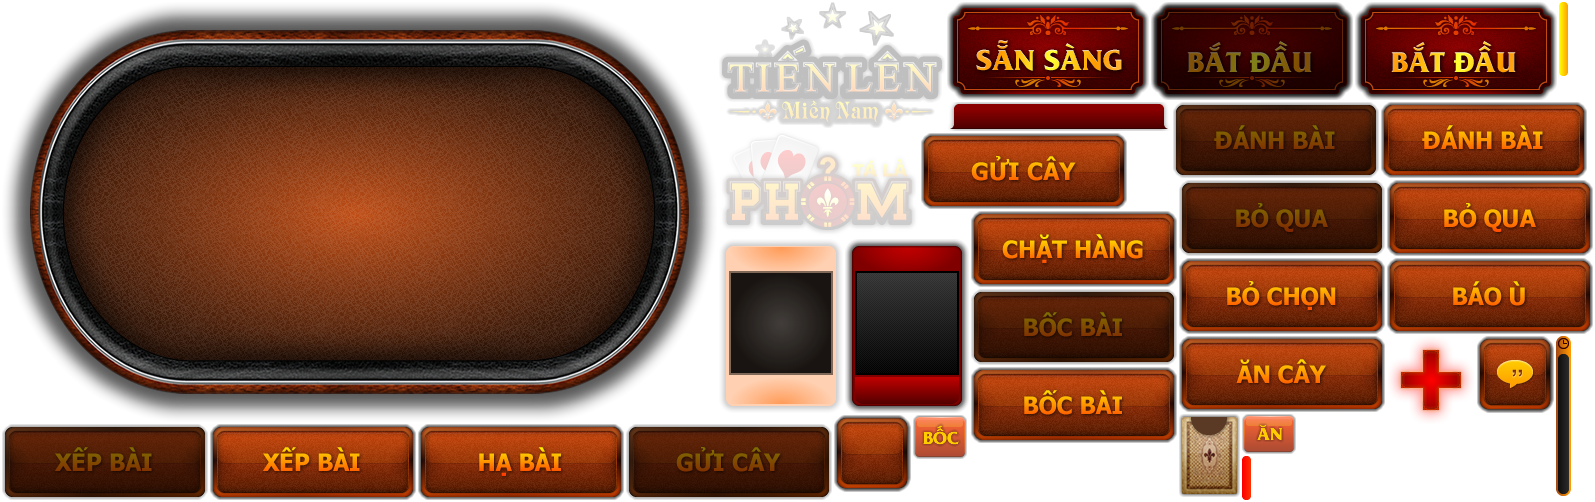 TIẾN LÊN
Miền Nam
SẴN SÀNG
BẮT ĐẦU
BẮT ĐẦU
TÁ LẢ
PHỎM
GỬI CÂY
ĐÁNH BÀI
ĐÁNH BÀI
BỎ QUA
BỎ QUA
CHẶT HÀNG
BỎ CHỌN
BÁO Ù
BỐC BÀI
ĂN CÂY
BỐC BÀI
XẾP BÀI
XẾP BÀI
HẠ BÀI
GỬI CÂY
BỐC
ĂN